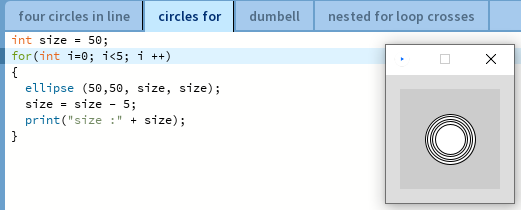 four circles in line circles for dumbell nested for loop crosses
int size = 50;
for(int i=0; i<5; i ++)
{
ellipse (50,50, size, size);
size = size - 5;
print("size :" + size);
}